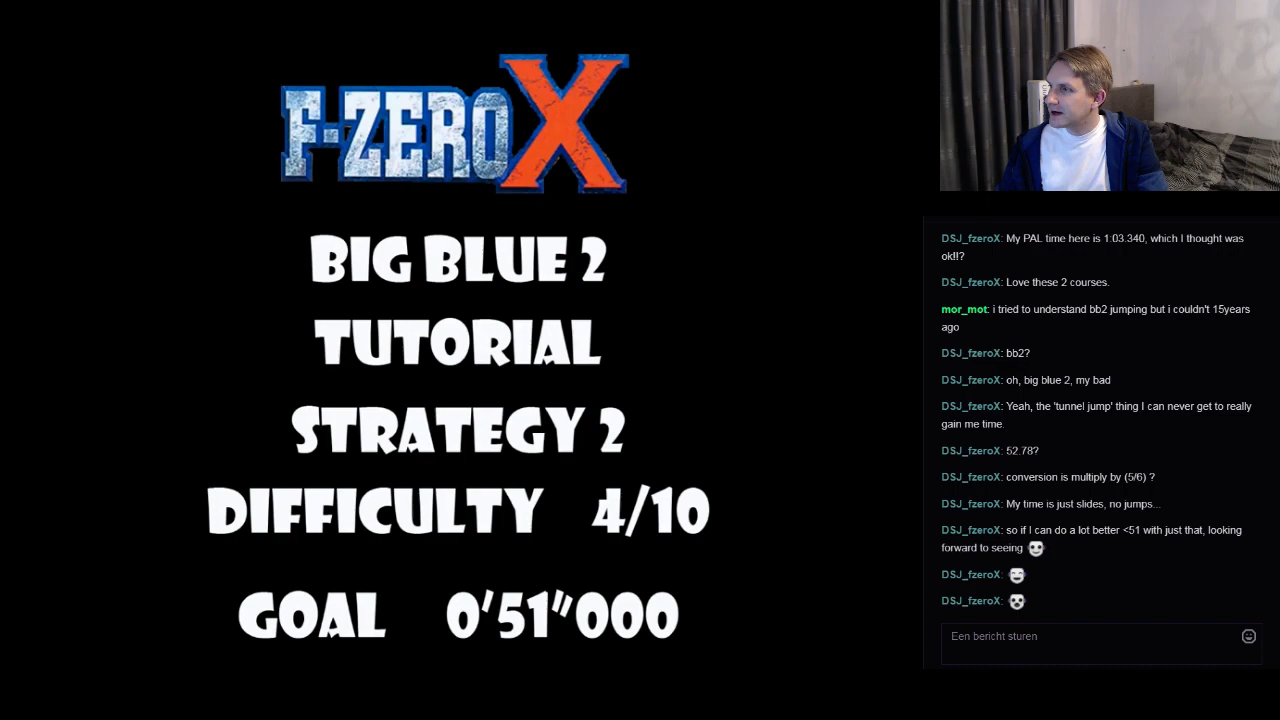 F-ZERO X
BIG BLUE 2
TUTORIAL
STRATEGY 2
DIFFICULTY 4/10
GOAL 0'51"000
DSJ_fzeroX: My PAL time here is 1:03.340, which I thought was
ok!!?
DSJ_fzeroX: Love these 2 courses.
mor_mot: i tried to understand bb2 jumping but i couldn't 15years
ago
DSJ_fzeroX: bb2?
DSJ_fzeroX: oh, big blue 2, my bad
DSJ_fzeroX: Yeah, the 'tunnel jump' thing I can never get to really
gain me time.
DSJ_fzeroX: 52.78?
DSJ_fzeroX: conversion is multiply by (5/6) ?
DSJ_fzeroX: My time is just slides, no jumps...
DSJ_fzeroX: so if I can do a lot better <51 with just that, looking
forward to seeing
DSJ_fzeroX:
DSJ_fzeroX:
Een bericht sturen